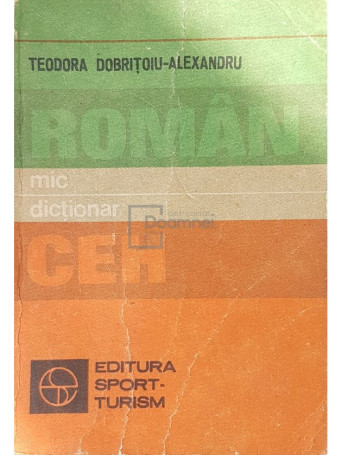 TEODORA DOBRIȚOIU-ALEXANDRU
ROMÂN
mic
dicționar
CEH
EDITURA
SPORT-
TURISM